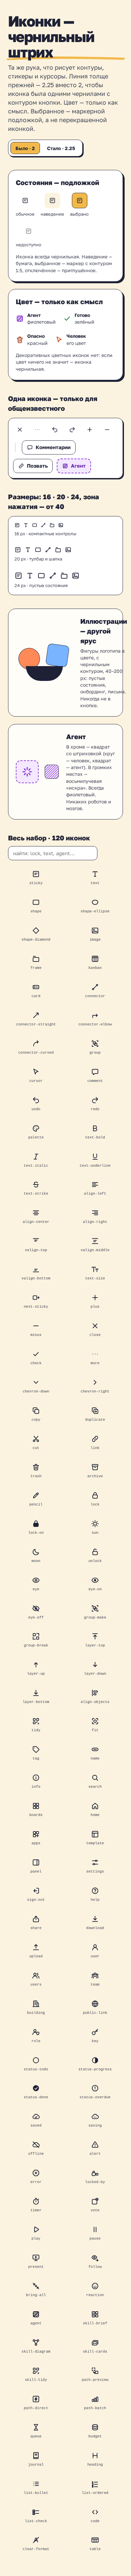 Иконки —
чернильный
штрих
Та же рука, что рисует контуры,
стикеры и курсоры. Линия толще
прежней — 2.25 вместо 2, чтобы
иконка была одними чернилами с
контуром кнопки. Цвет — только как
смысл. Выбранное — маркерной
подложкой, а не перекрашенной
иконкой.
Было · 2 Стало · 2.25
Состояния — подложкой
обычное наведение выбрано
недоступно
Иконка всегда чернильная. Наведение —
бумага, выбранное — маркер с контуром
1.5, отключённое — приглушённое.
Цвет — только как смысл
Агент
фиолетовый
Готово
зелёный
Опасно
красный
Человек
его цвет
Декоративных цветных иконок нет: если
цвет ничего не значит — иконка
чернильная.
Одна иконка — только для
общеизвестного
Комментарии
Позвать Агент
Размеры: 16 · 20 · 24, зона
нажатия — от 40
16 px · компактные контролы
20 px · тулбар и шапка
24 px · пустые состояния
Иллюстрации
— другой
ярус
Фигуры в
цвете, с
чернильным
контуром, 40–200
px: пустые
состояния,
онбординг, письма.
Никогда не в
кнопке.
Агент
В хроме — квадрат
со штриховкой (круг
— человек, квадрат
— агент). В прямых
местах —
восьмилучевая
«искра». Всегда
фиолетовый.
Никаких роботов и
мозгов.
Весь набор · 120 иконок
найти: лого, text, агент…
sticky text
shape shape-ellipse
shape-diamond image
frame kanban
card connector
connector-straight connector-elbow
connector-curved group
cursor comment
undo redo
palette text-bold
text-italic text-underline
text-strike align-left
align-center align-right
valign-top valign-middle
valign-bottom text-size
next-sticky plus
minus close
check more
chevron-down chevron-right
copy duplicate
cut link
trash archive
pencil lock
lock-on sun
moon unlock
eye eye-on
eye-off group-make
group-break layer-top
layer-up layer-down
layer-bottom align-objects
tidy fit
tag name
info search
boards home
apps template
panel settings
sign-out help
share download
upload user
users team
building public-link
role key
status-todo status-progress
status-done status-overdue
saved saving
offline alert
error locked-by
timer vote
play pause
present follow
bring-all reaction
agent skill-brief
skill-diagram skill-cards
skill-tidy path-preview
path-direct path-batch
queue budget
journal heading
list-bullet list-ordered
list-check code
clear-format table